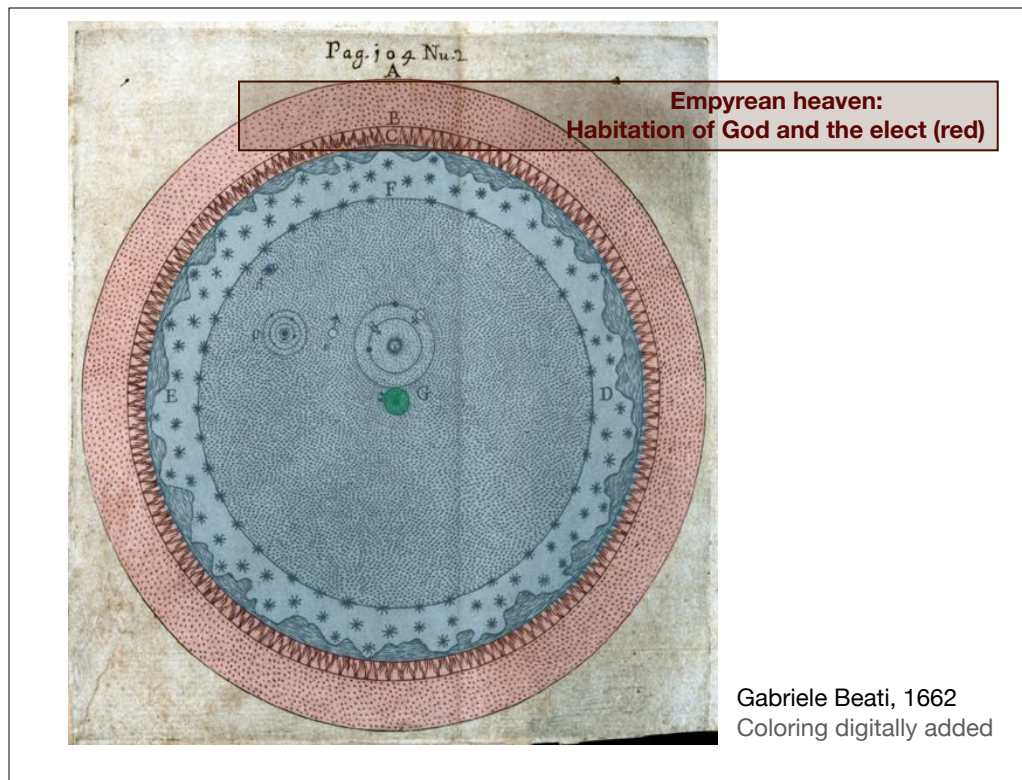 Pag. 104 Nu. 2
A
Empyrean heaven:
Habitation of God and the elect (red)
B
C
F
E
D
G
Gabriele Beati, 1662
Coloring digitally added